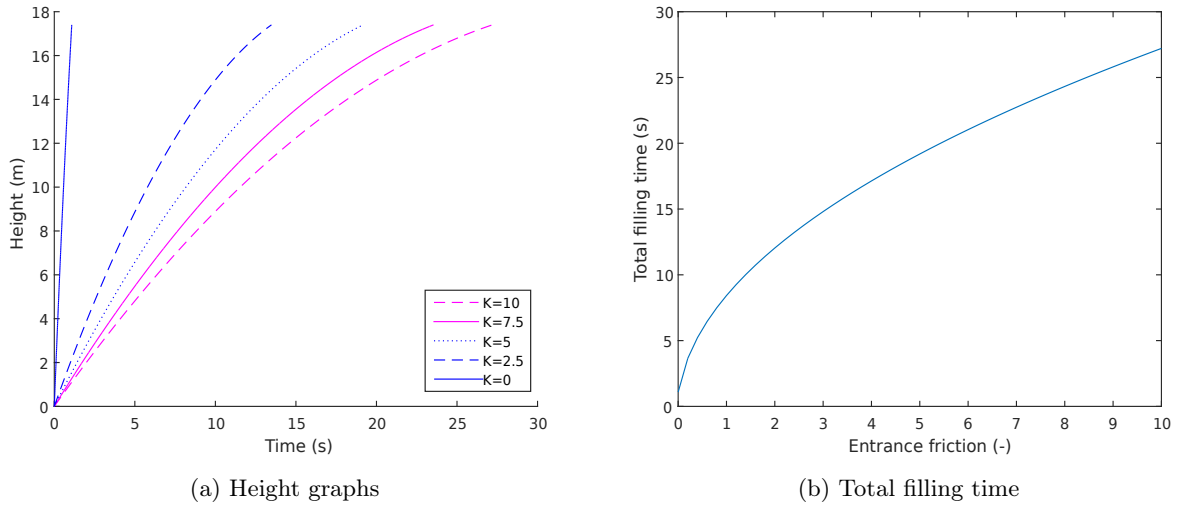 18
16
14
12
10
8
6
4
2
0
Height (m)
0 5 10 15 20 25 30
Time (s)
K=10
K=7.5
K=5
K=2.5
K=0
(a) Height graphs
30
25
20
15
10
5
0
Total filling time (s)
0 1 2 3 4 5 6 7 8 9 10
Entrance friction (-)
(b) Total filling time